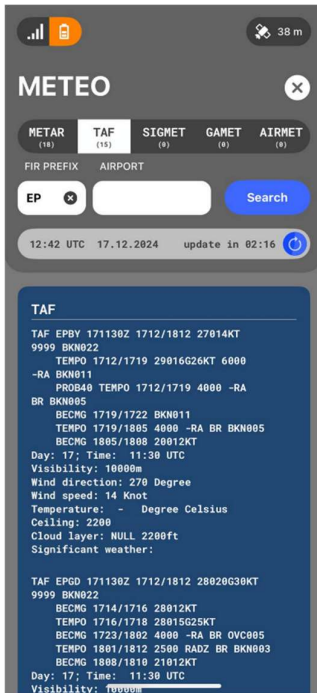 38 m
METEO
METAR TAF SIGMET GAMET AIRMET
(18) (15) (0) (0) (0)
FIR PREFIX AIRPORT
EP Search
12:42 UTC 17.12.2024 update in 02:16
TAF
TAF EPBY 171130Z 1712/1812 27014KT
9999 BKN022
TEMPO 1712/1719 29016G26KT 6000
-RA BKN011
PROB40 TEMPO 1712/1719 4000 -RA
BR BKN005
BECMG 1719/1722 BKN011
TEMPO 1719/1805 4000 -RA BR BKN005
BECMG 1805/1808 20012KT
Day: 17; Time: 11:30 UTC
Visibility: 10000m
Wind direction: 270 Degree
Wind speed: 14 Knot
Temperature: - Degree Celsius
Ceiling: 2200
Cloud layer: NULL 2200ft
Significant weather:
TAF EPGD 171130Z 1712/1812 28020G30KT
9999 BKN022
BECMG 1714/1716 28012KT
TEMPO 1716/1718 28015G25KT
BECMG 1723/1802 4000 -RA BR OVC005
TEMPO 1801/1812 2500 RADZ BR BKN003
BECMG 1808/1810 21012KT
Day: 17; Time: 11:30 UTC
Visibility: 10000m